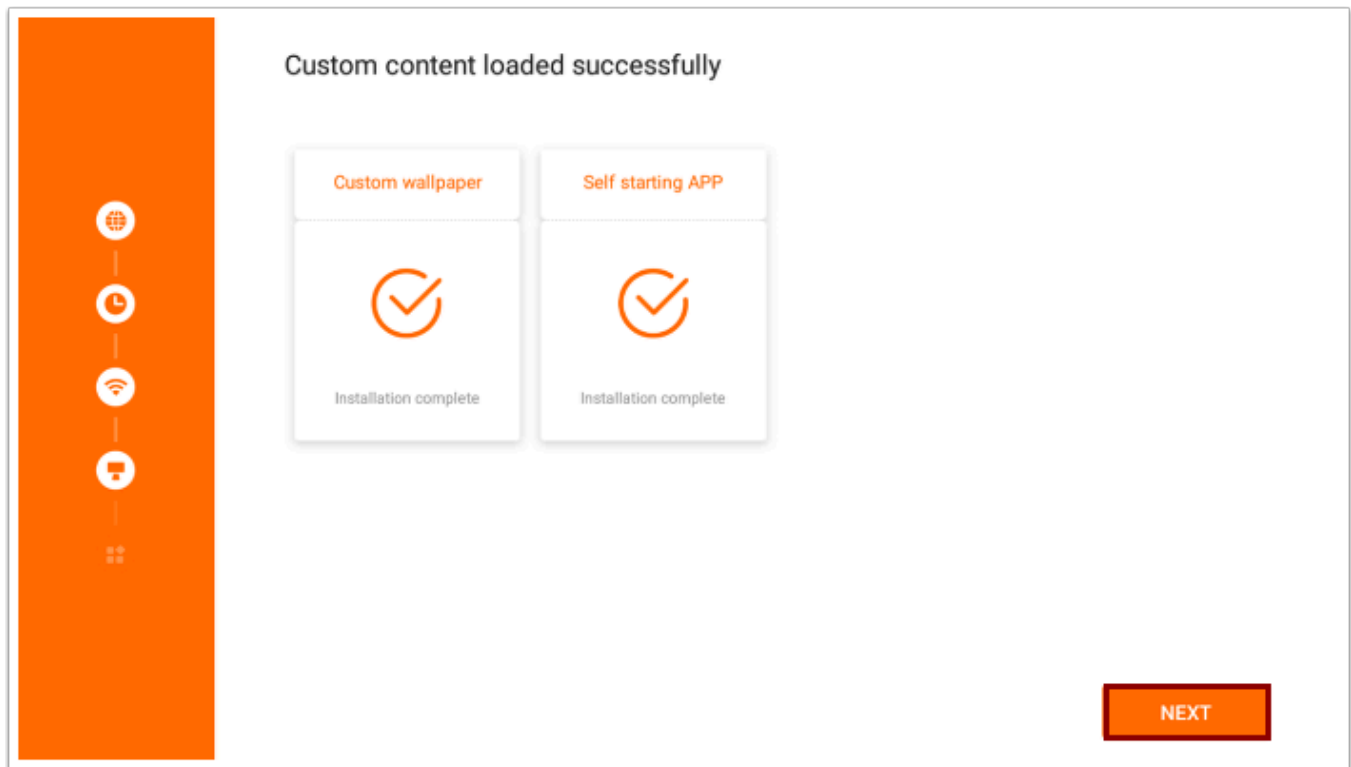 Custom content loaded successfully
Custom wallpaper
Self starting APP
Installation complete
Installation complete
NEXT